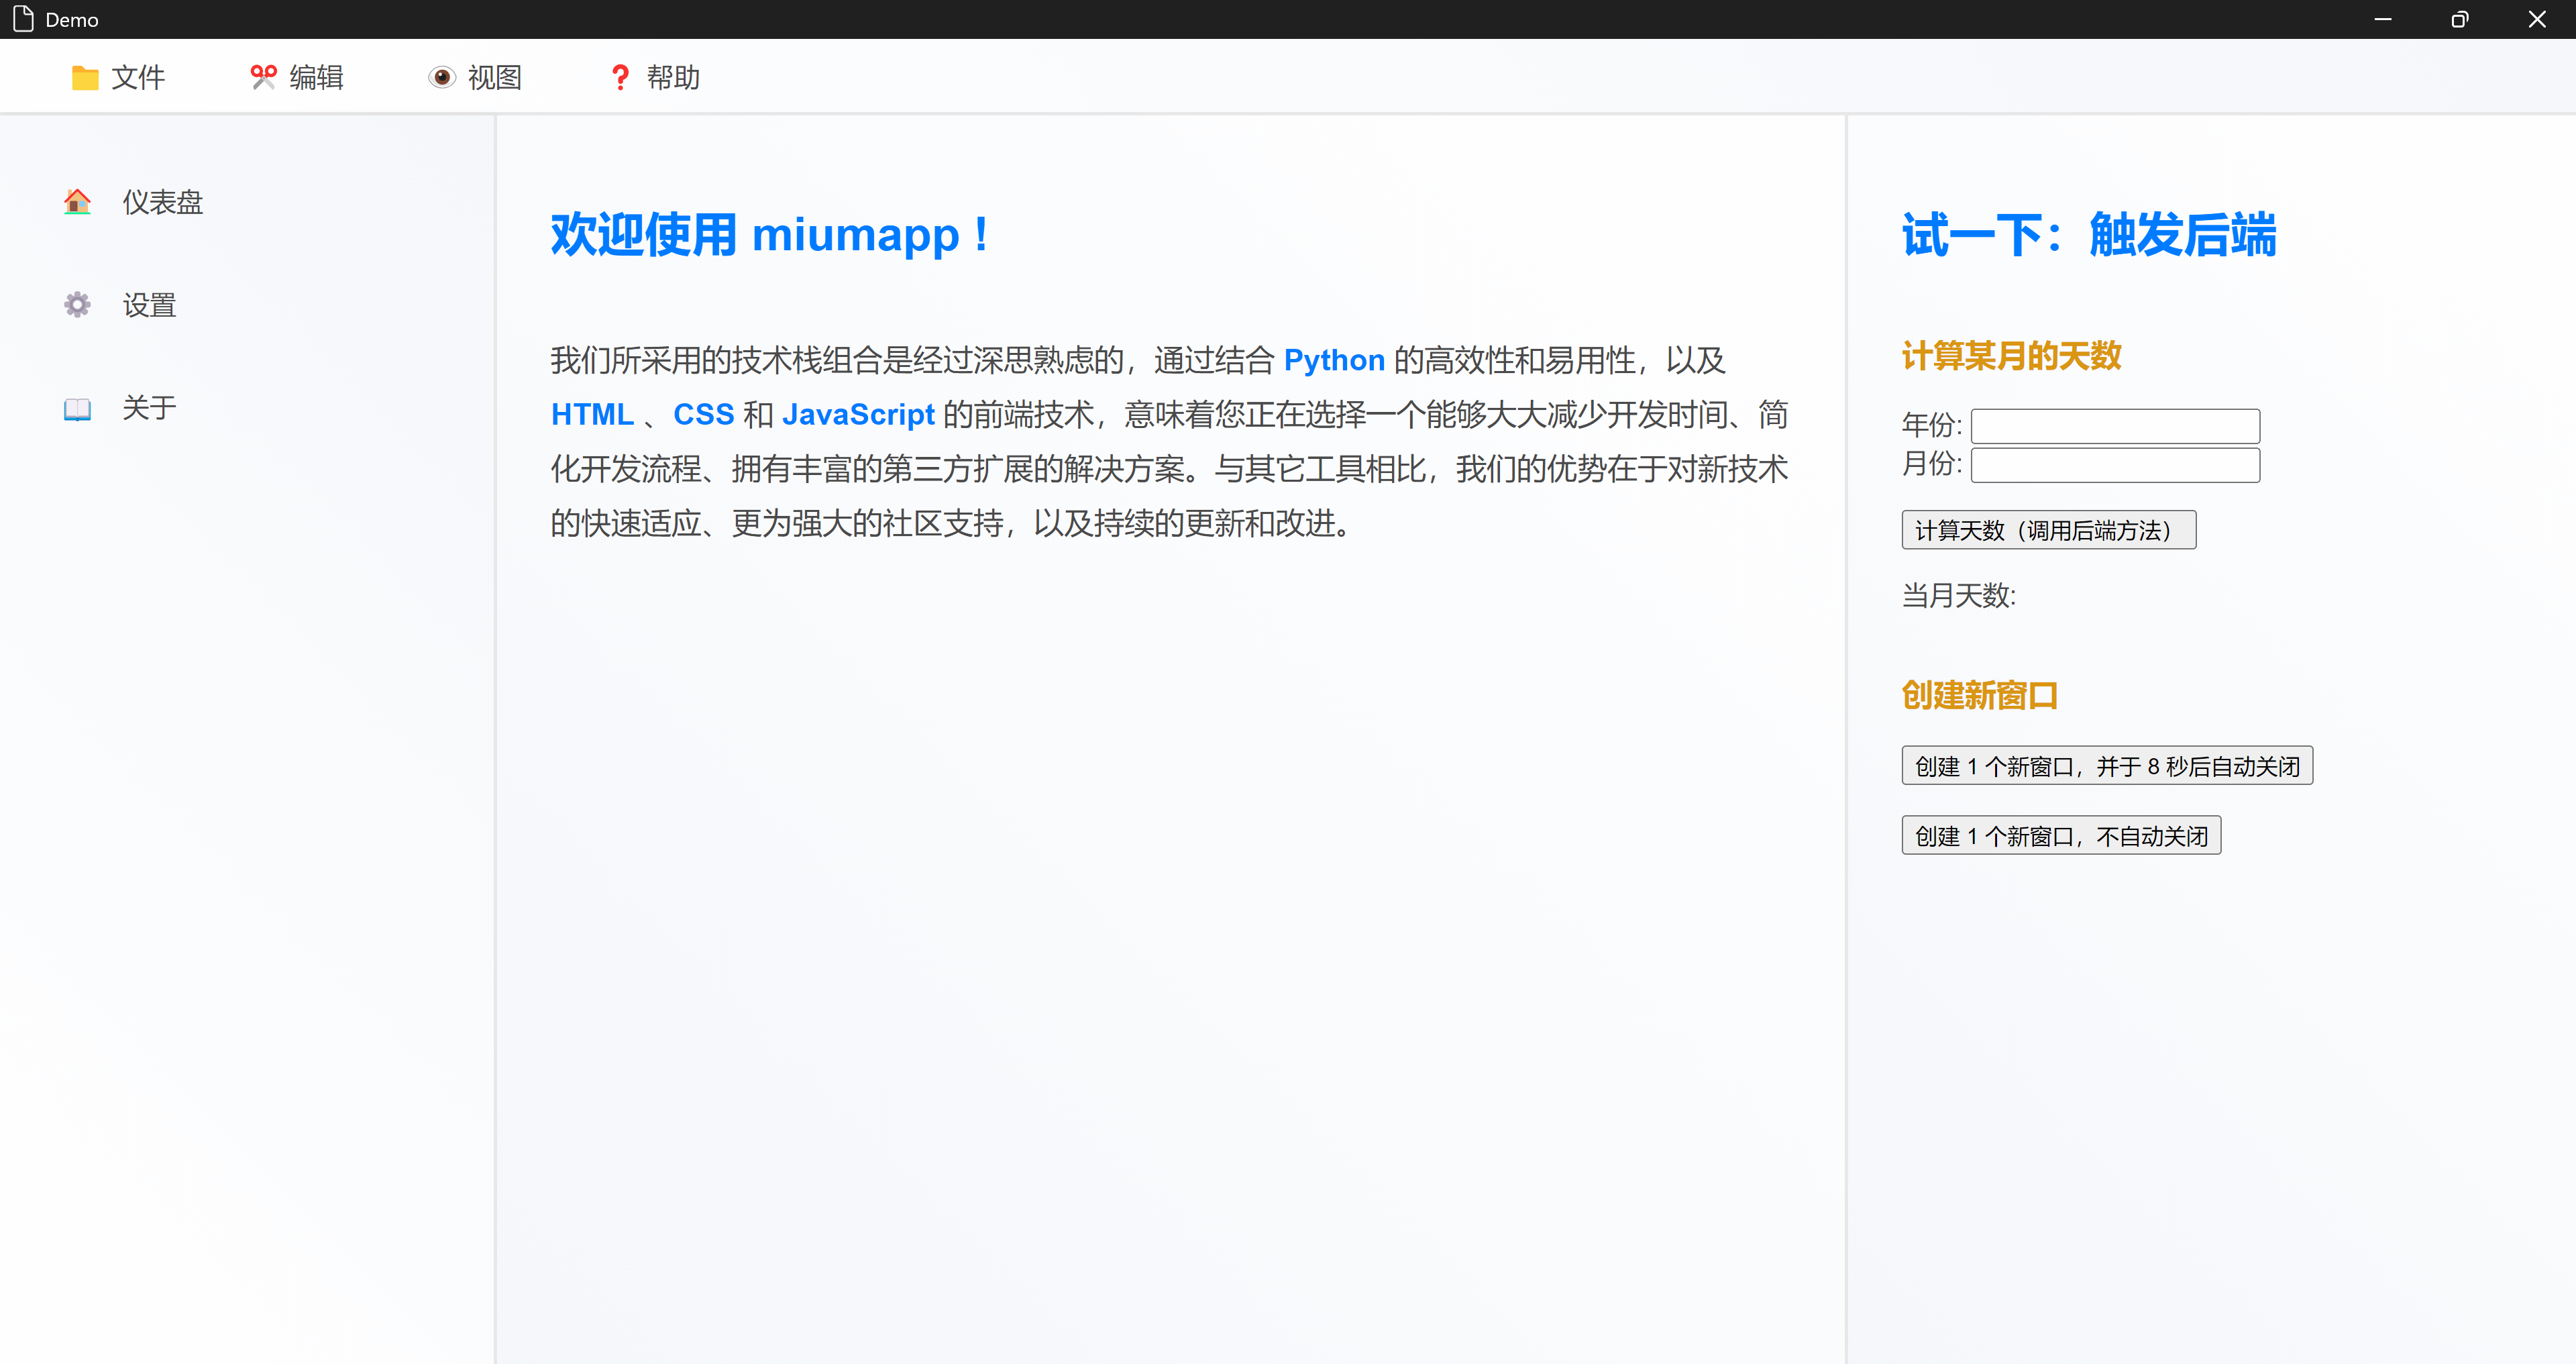 Demo
文件 编辑 视图 帮助
仪表盘
设置
关于
欢迎使用 miumapp！
我们所采用的技术栈组合是经过深思熟虑的，通过结合 Python 的高效性和易用性，以及
HTML 、CSS 和 JavaScript 的前端技术，意味着您正在选择一个能够大大减少开发时间、简
化开发流程、拥有丰富的第三方扩展的解决方案。与其它工具相比，我们的优势在于对新技术
的快速适应、更为强大的社区支持，以及持续的更新和改进。
试一下：触发后端
计算某月的天数
年份:
月份:
计算天数（调用后端方法）
当月天数:
创建新窗口
创建 1 个新窗口，并于 8 秒后自动关闭
创建 1 个新窗口，不自动关闭